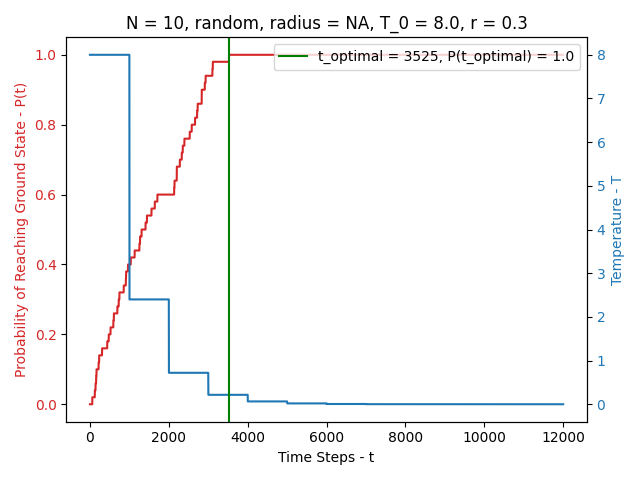 N = 10, random, radius = NA, T_0 = 8.0, r = 0.3
t_optimal = 3525, P(t_optimal) = 1.0
Probability of Reaching Ground State - P(t)
1.0
0.8
0.6
0.4
0.2
0.0
8
7
6
5
4
3
2
1
0
Temperature - T
0 2000 4000 6000 8000 10000 12000
Time Steps - t